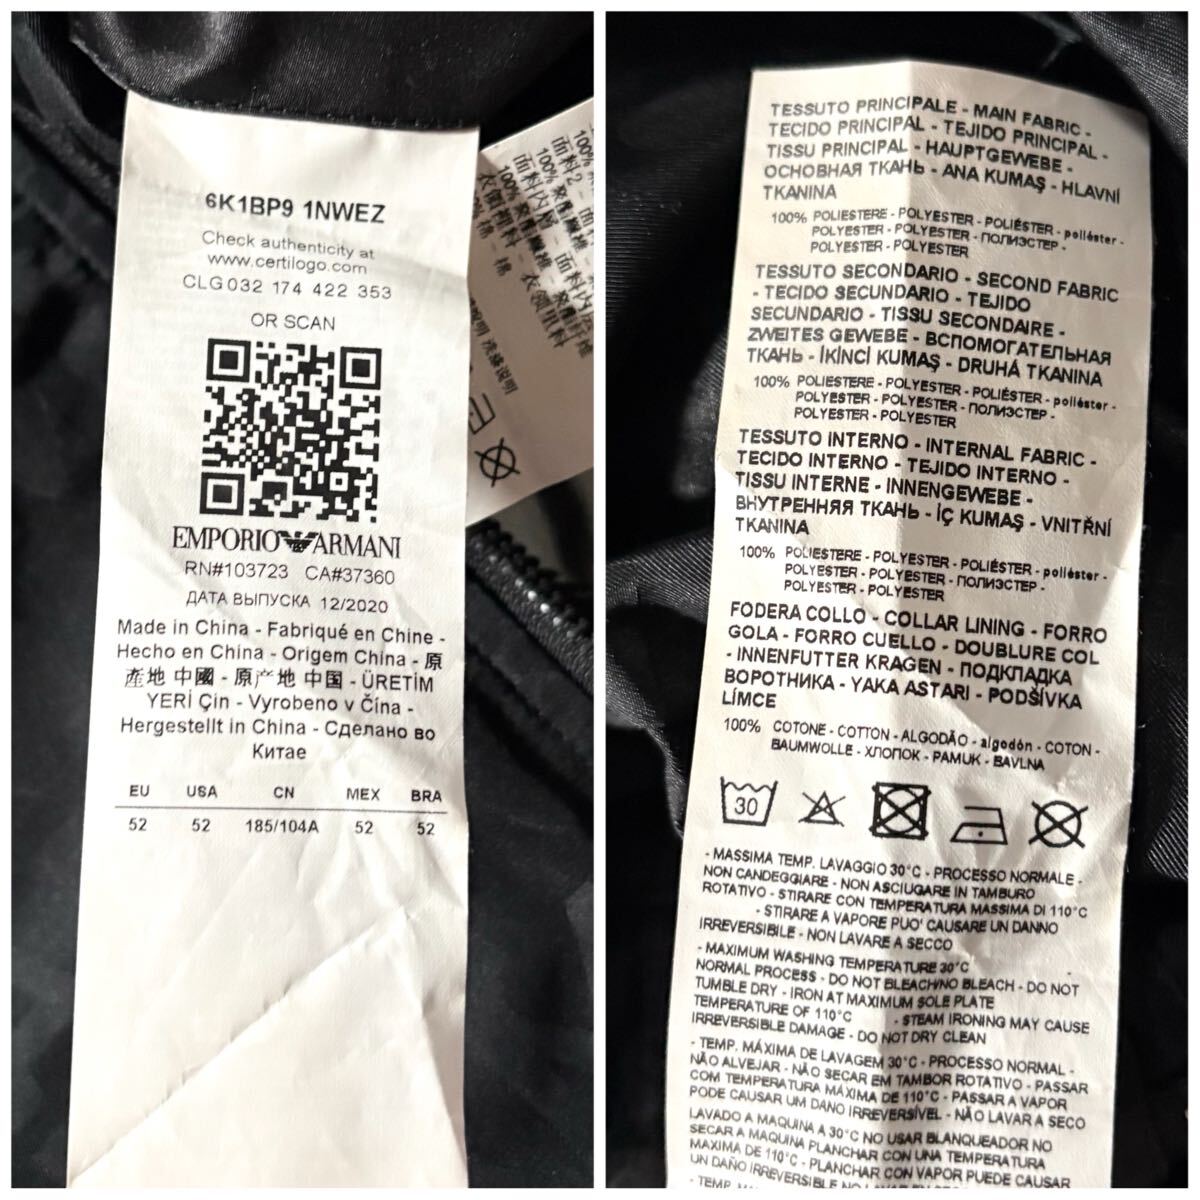 6K1BP9 1NWEZ
Check authenticity at
www.certilogo.com
CLG 032 174 422 353
OR SCAN
EMPORIO ARMANI
RN#103723 CA#37360
ДАТА ВЫПУСКА 12/2020
Made in China - Fabriqué en Chine -
Hecho en China - Origem China - 原
產地 中國 - 原产地 中国 - ÜRETİM
YERİ Çin - Vyrobeno v Čina -
Hergestellt in China - Сделано во
Китае
EU USA CN MEX BRA
52 52 185/104A 52 52
TESSUTO PRINCIPALE - MAIN FABRIC -
TECIDO PRINCIPAL - TEJIDO PRINCIPAL -
TISSU PRINCIPAL - HAUPTGEWEBE -
ОСНОВНАЯ ТКАНЬ - ANA KUMAŞ - HLAVNÍ
TKANINA
100% POLIESTERE - POLYESTER - POLIÉSTER - poliéster -
POLYESTER - POLYESTER - ПОЛИЭСТЕР -
POLYESTER - POLYESTER
TESSUTO SECONDARIO - SECOND FABRIC
- TECIDO SECUNDARIO - TEJIDO
SECUNDARIO - TISSU SECONDAIRE -
ZWEITES GEWEBE - ВСПОМОГАТЕЛЬНАЯ
ТКАНЬ - İKİNCİ KUMAŞ - DRUHÁ TKANINA
100% POLIESTERE - POLYESTER - POLIÉSTER - poliéster -
POLYESTER - POLYESTER - ПОЛИЭСТЕР -
POLYESTER - POLYESTER
TESSUTO INTERNO - INTERNAL FABRIC -
TECIDO INTERNO - TEJIDO INTERNO -
TISSU INTERNE - INNENGEWEBE -
ВНУТРЕННЯЯ ТКАНЬ - İÇ KUMAŞ - VNITŘNÍ
TKANINA
100% POLIESTERE - POLYESTER - POLIÉSTER - poliéster -
POLYESTER - POLYESTER - ПОЛИЭСТЕР -
POLYESTER - POLYESTER
FODERA COLLO - COLLAR LINING - FORRO
GOLA - FORRO CUELLO - DOUBLURE COL
- INNENFUTTER KRAGEN - ПОДКЛАДКА
ВОРОТНИКА - YAKA ASTARI - PODŠÍVKA
LÍMCE
100% COTONE - COTTON - ALGODÃO - algodón - COTON -
BAUMWOLLE - ХЛОПОК - PAMUK - BAVLNA
30
- MASSIMA TEMP. LAVAGGIO 30°C - PROCESSO NORMALE -
NON CANDEGGIARE - NON ASCIUGARE IN TAMBURO
ROTATIVO - STIRARE CON TEMPERATURA MASSIMA DI 110°C
- STIRARE A VAPORE PUO' CAUSARE UN DANNO
IRREVERSIBILE - NON LAVARE A SECCO
- MAXIMUM WASHING TEMPERATURE 30°C
NORMAL PROCESS - DO NOT BLEACH/NO BLEACH - DO NOT
TUMBLE DRY - IRON AT MAXIMUM SOLE PLATE
TEMPERATURE OF 110°C - STEAM IRONING MAY CAUSE
IRREVERSIBLE DAMAGE - DO NOT DRY CLEAN
- TEMP. MÁXIMA DE LAVAGEM 30°C - PROCESSO NORMAL -
NÃO ALVEJAR - NÃO SECAR EM TAMBOR ROTATIVO - PASSAR
COM TEMPERATURA MÁXIMA DE 110°C - PASSAR A VAPOR
PODE CAUSAR UM DANO IRREVERSÍVEL - NÃO LAVAR A SECO
LAVADO A MAQUINA A 30°C NO USAR BLANQUEADOR NO
SECAR A MAQUINA PLANCHAR CON UNA TEMPERATURA
MAXIMA DE 110°C - PLANCHAR CON VAPOR PUEDE CAUSAR
UN DAÑO IRREVERSIBLE
- TEMP.